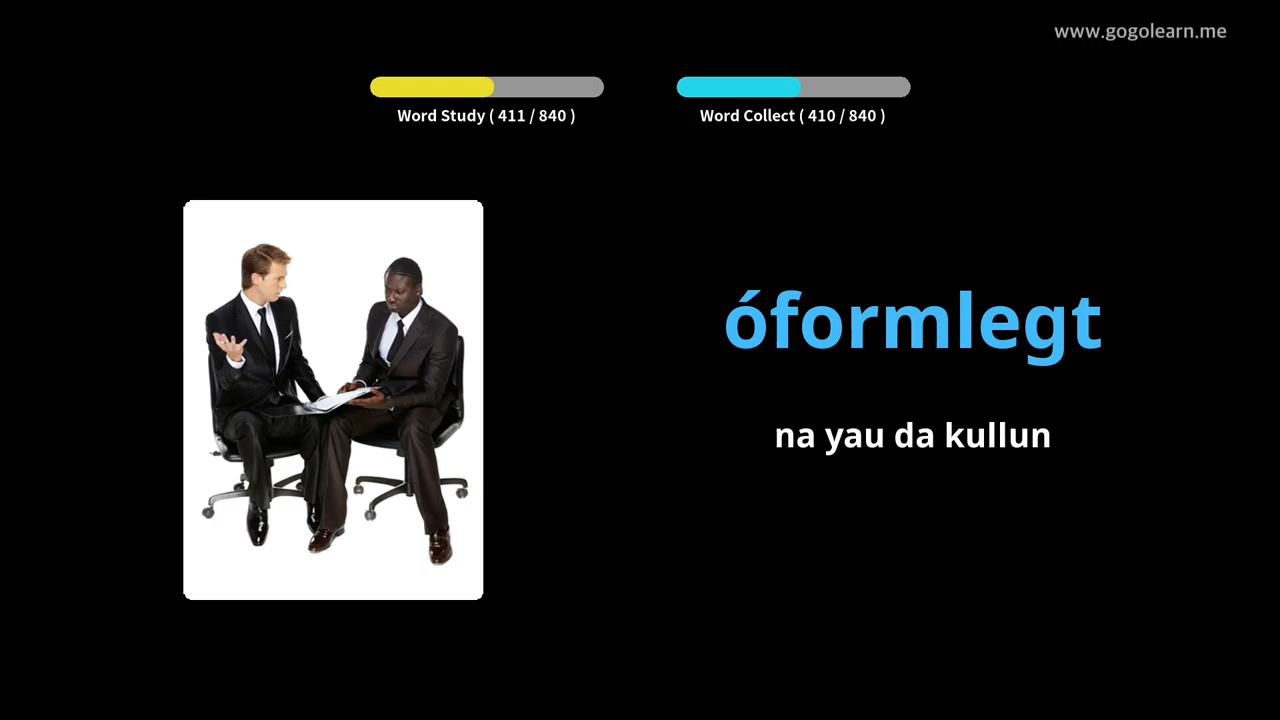 www.gogolearn.me
Word Study ( 411 / 840 )
Word Collect ( 410 / 840 )
óformlegt
na yau da kullun